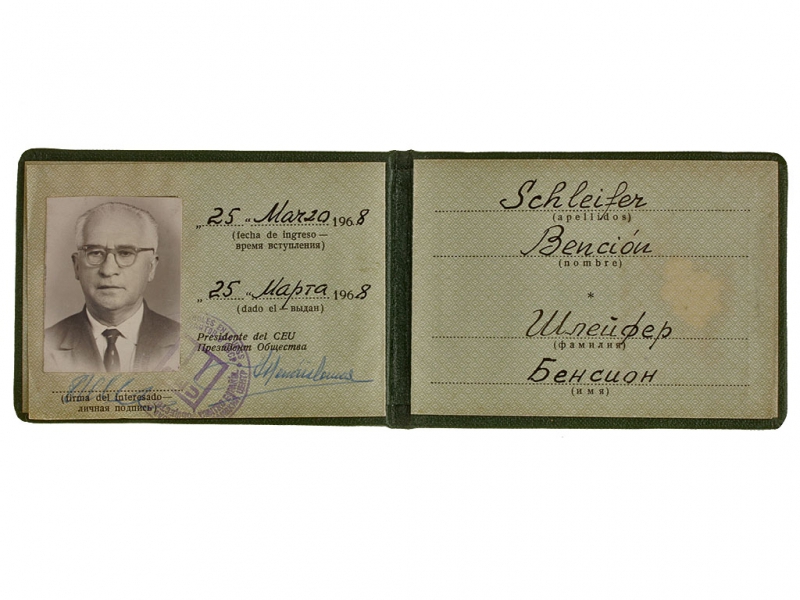 „25“ Marzo 1968
(fecha de ingreso—
время вступления)
„25“ Марта 1968
(dado el—выдан)
Presidente del CEU
Президент Общества
(firma del interesado—
личная подпись)
Schleifer
(apellidos)
Bención
(nombre)
*
Шлейфер
(фамилия)
Бенсион
(имя)